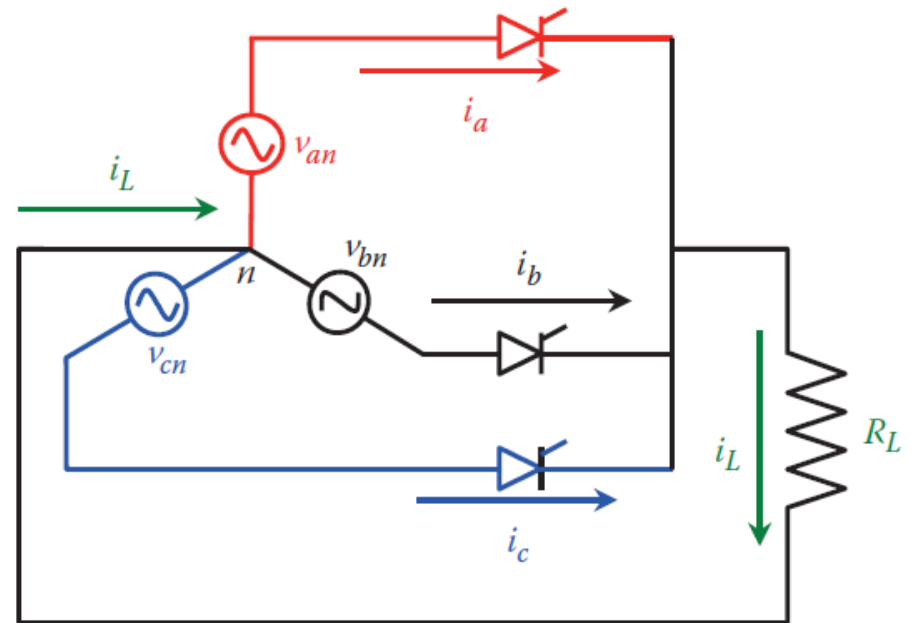 i_a
v_an
i_L
v_bn
n
i_b
v_cn
i_L
R_L
i_c